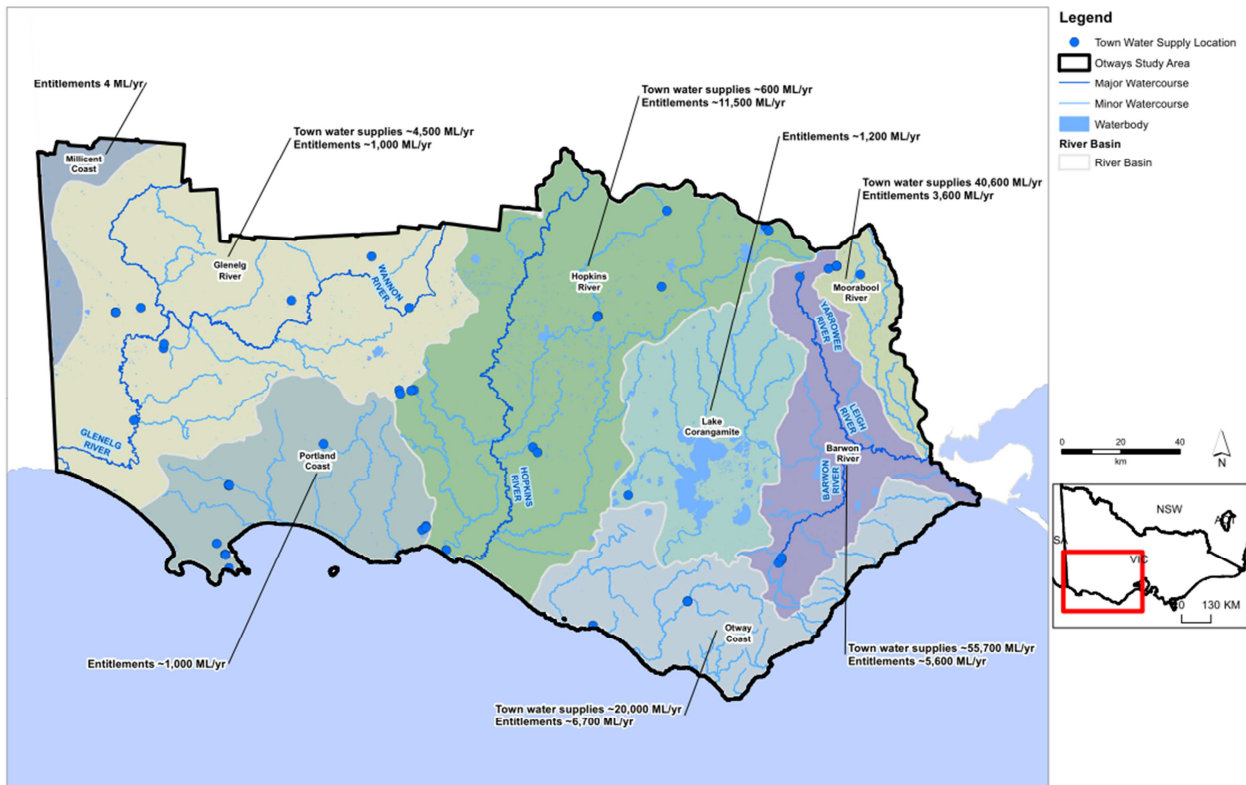 Legend
Town Water Supply Location
Otways Study Area
Major Watercourse
Minor Watercourse
Waterbody
River Basin
River Basin
Entitlements 4 ML/yr
Town water supplies ~4,500 ML/yr
Entitlements ~1,000 ML/yr
Town water supplies ~600 ML/yr
Entitlements ~11,500 ML/yr
Entitlements ~1,200 ML/yr
Town water supplies 40,600 ML/yr
Entitlements 3,600 ML/yr
Millicent
Coast
Glenelg
River
WANNON
RIVER
Hopkins
River
Moorabool
River
YARROWEE
RIVER
LEIGH
RIVER
Lake
Corangamite
Barwon
River
BARWON
RIVER
GLENELG
RIVER
Portland
Coast
HOPKINS
RIVER
Otway
Coast
Entitlements ~1,000 ML/yr
Town water supplies ~20,000 ML/yr
Entitlements ~6,700 ML/yr
Town water supplies ~55,700 ML/yr
Entitlements ~5,600 ML/yr
0 20 40
km
N
NSW
SA
VIC
130 KM